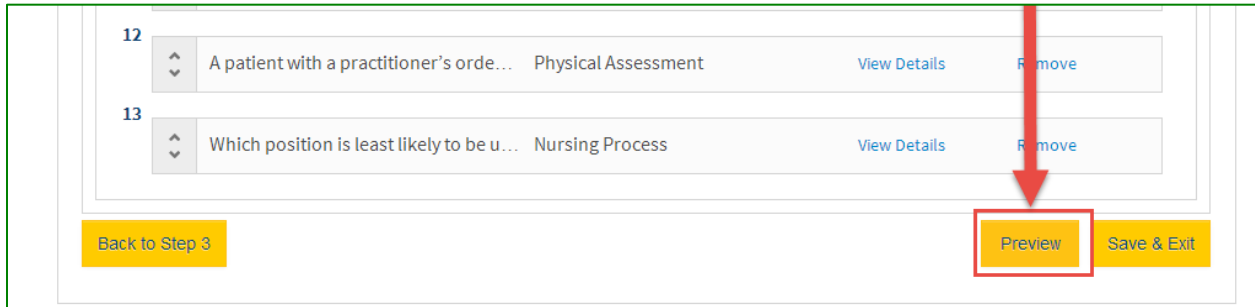 12
A patient with a practitioner's orde... Physical Assessment View Details Remove
13
Which position is least likely to be u... Nursing Process View Details Remove
Back to Step 3 Preview Save & Exit